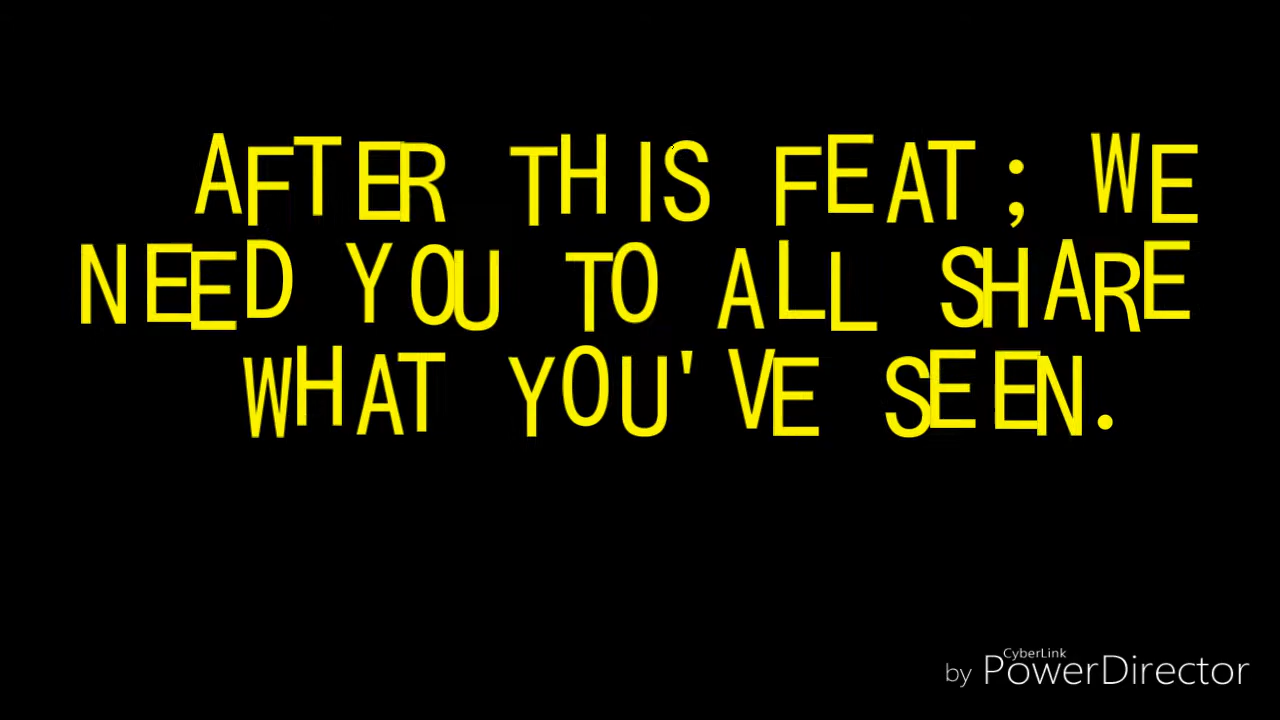 AFTER THIS FEAT; WE
NEED YOU TO ALL SHARE
WHAT YOU'VE SEEN.
CyberLink
by PowerDirector